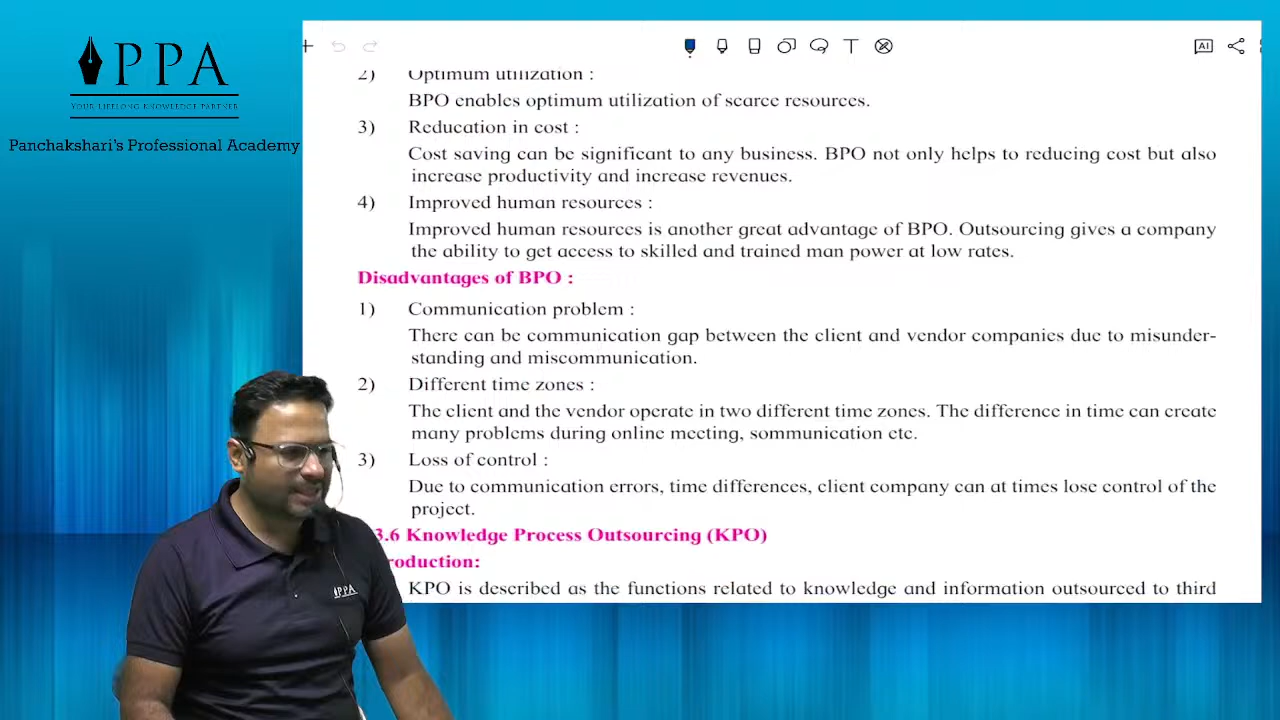 PPA
YOUR LIFELONG KNOWLEDGE PARTNER
Panchakshari's Professional Academy
AI
2) Optimum utilization :
BPO enables optimum utilization of scarce resources.
3) Reducation in cost :
Cost saving can be significant to any business. BPO not only helps to reducing cost but also
increase productivity and increase revenues.
4) Improved human resources :
Improved human resources is another great advantage of BPO. Outsourcing gives a company
the ability to get access to skilled and trained man power at low rates.
Disadvantages of BPO :
1) Communication problem :
There can be communication gap between the client and vendor companies due to misunder-
standing and miscommunication.
2) Different time zones :
The client and the vendor operate in two different time zones. The difference in time can create
many problems during online meeting, sommunication etc.
3) Loss of control :
Due to communication errors, time differences, client company can at times lose control of the
project.
3.6 Knowledge Process Outsourcing (KPO)
roduction:
KPO is described as the functions related to knowledge and information outsourced to third
PPA